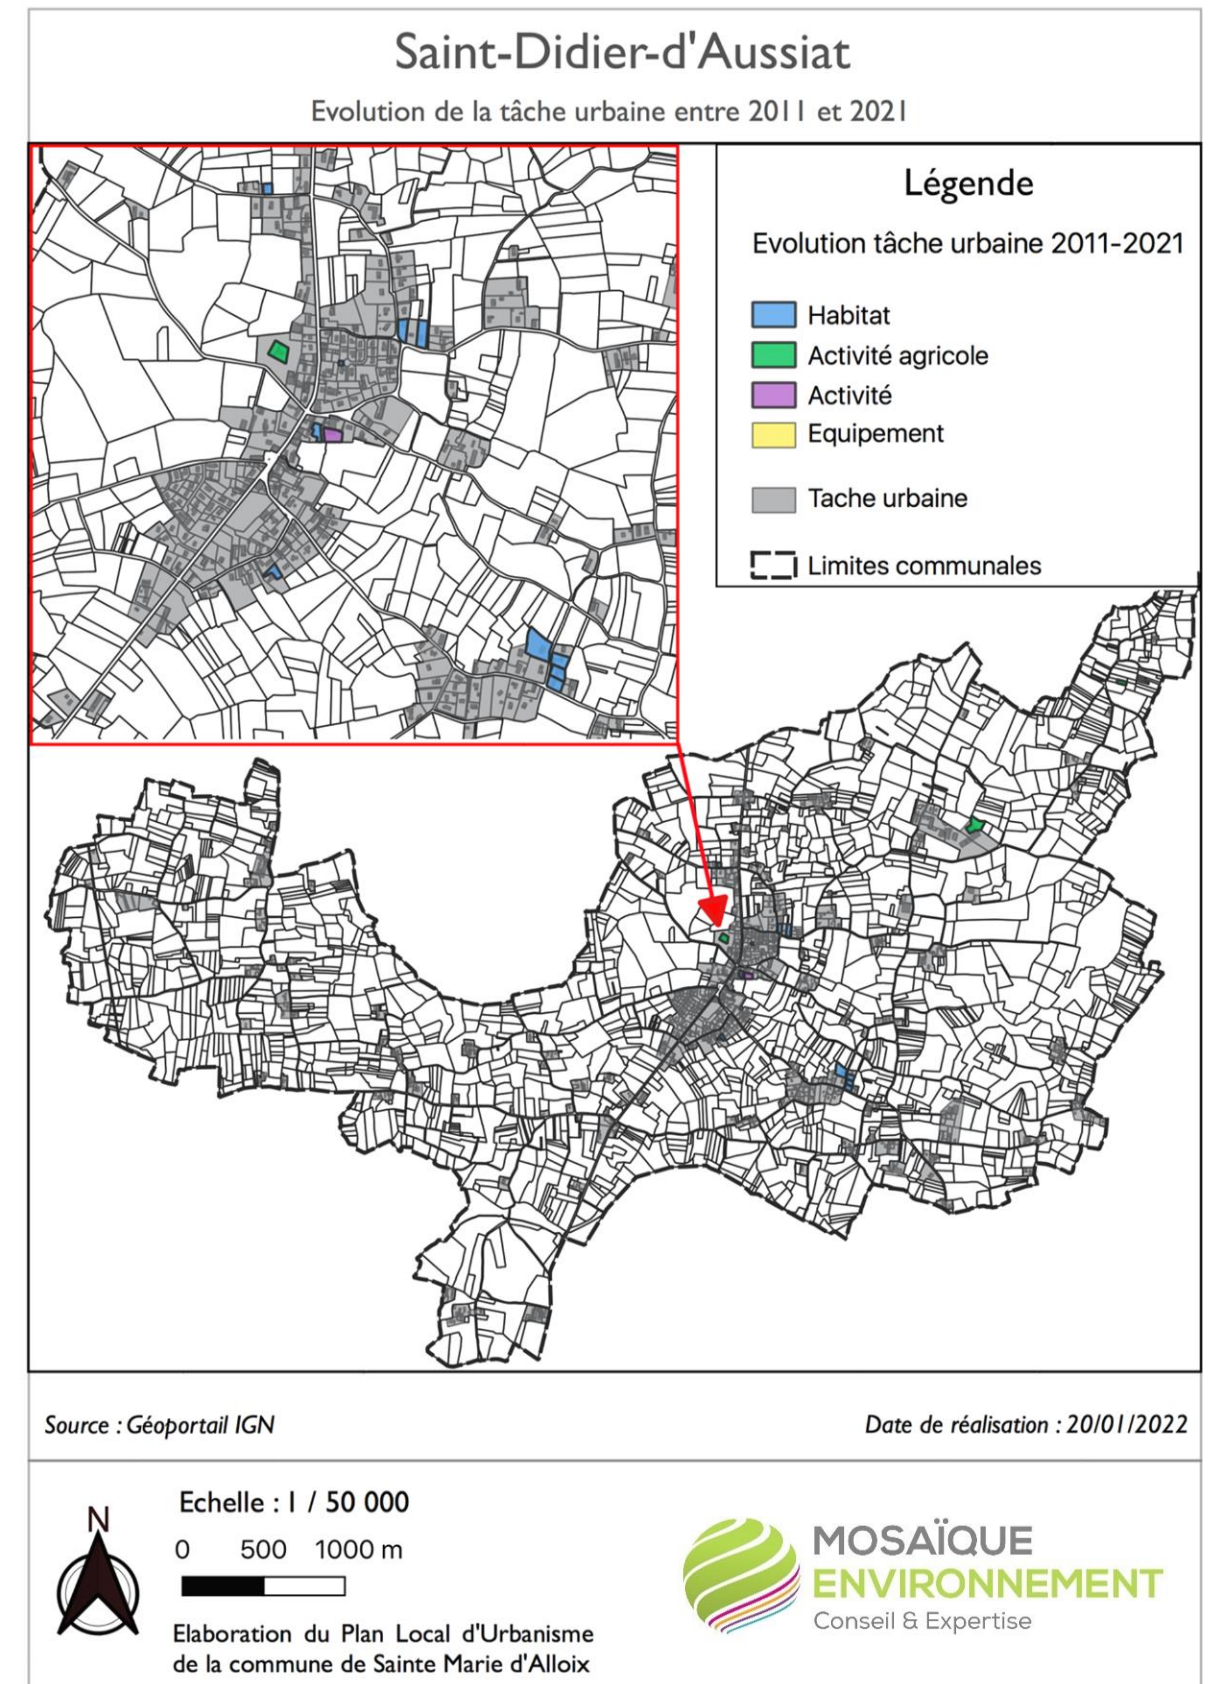 Saint-Didier-d'Aussiat
Evolution de la tâche urbaine entre 2011 et 2021
Légende
Evolution tâche urbaine 2011-2021
Habitat
Activité agricole
Activité
Equipement
Tache urbaine
Limites communales
Source : Géoportail IGN
Date de réalisation : 20/01/2022
N
Echelle : 1 / 50 000
0 500 1000 m
Elaboration du Plan Local d'Urbanisme
de la commune de Sainte Marie d'Alloix
MOSAÏQUE
ENVIRONNEMENT
Conseil & Expertise